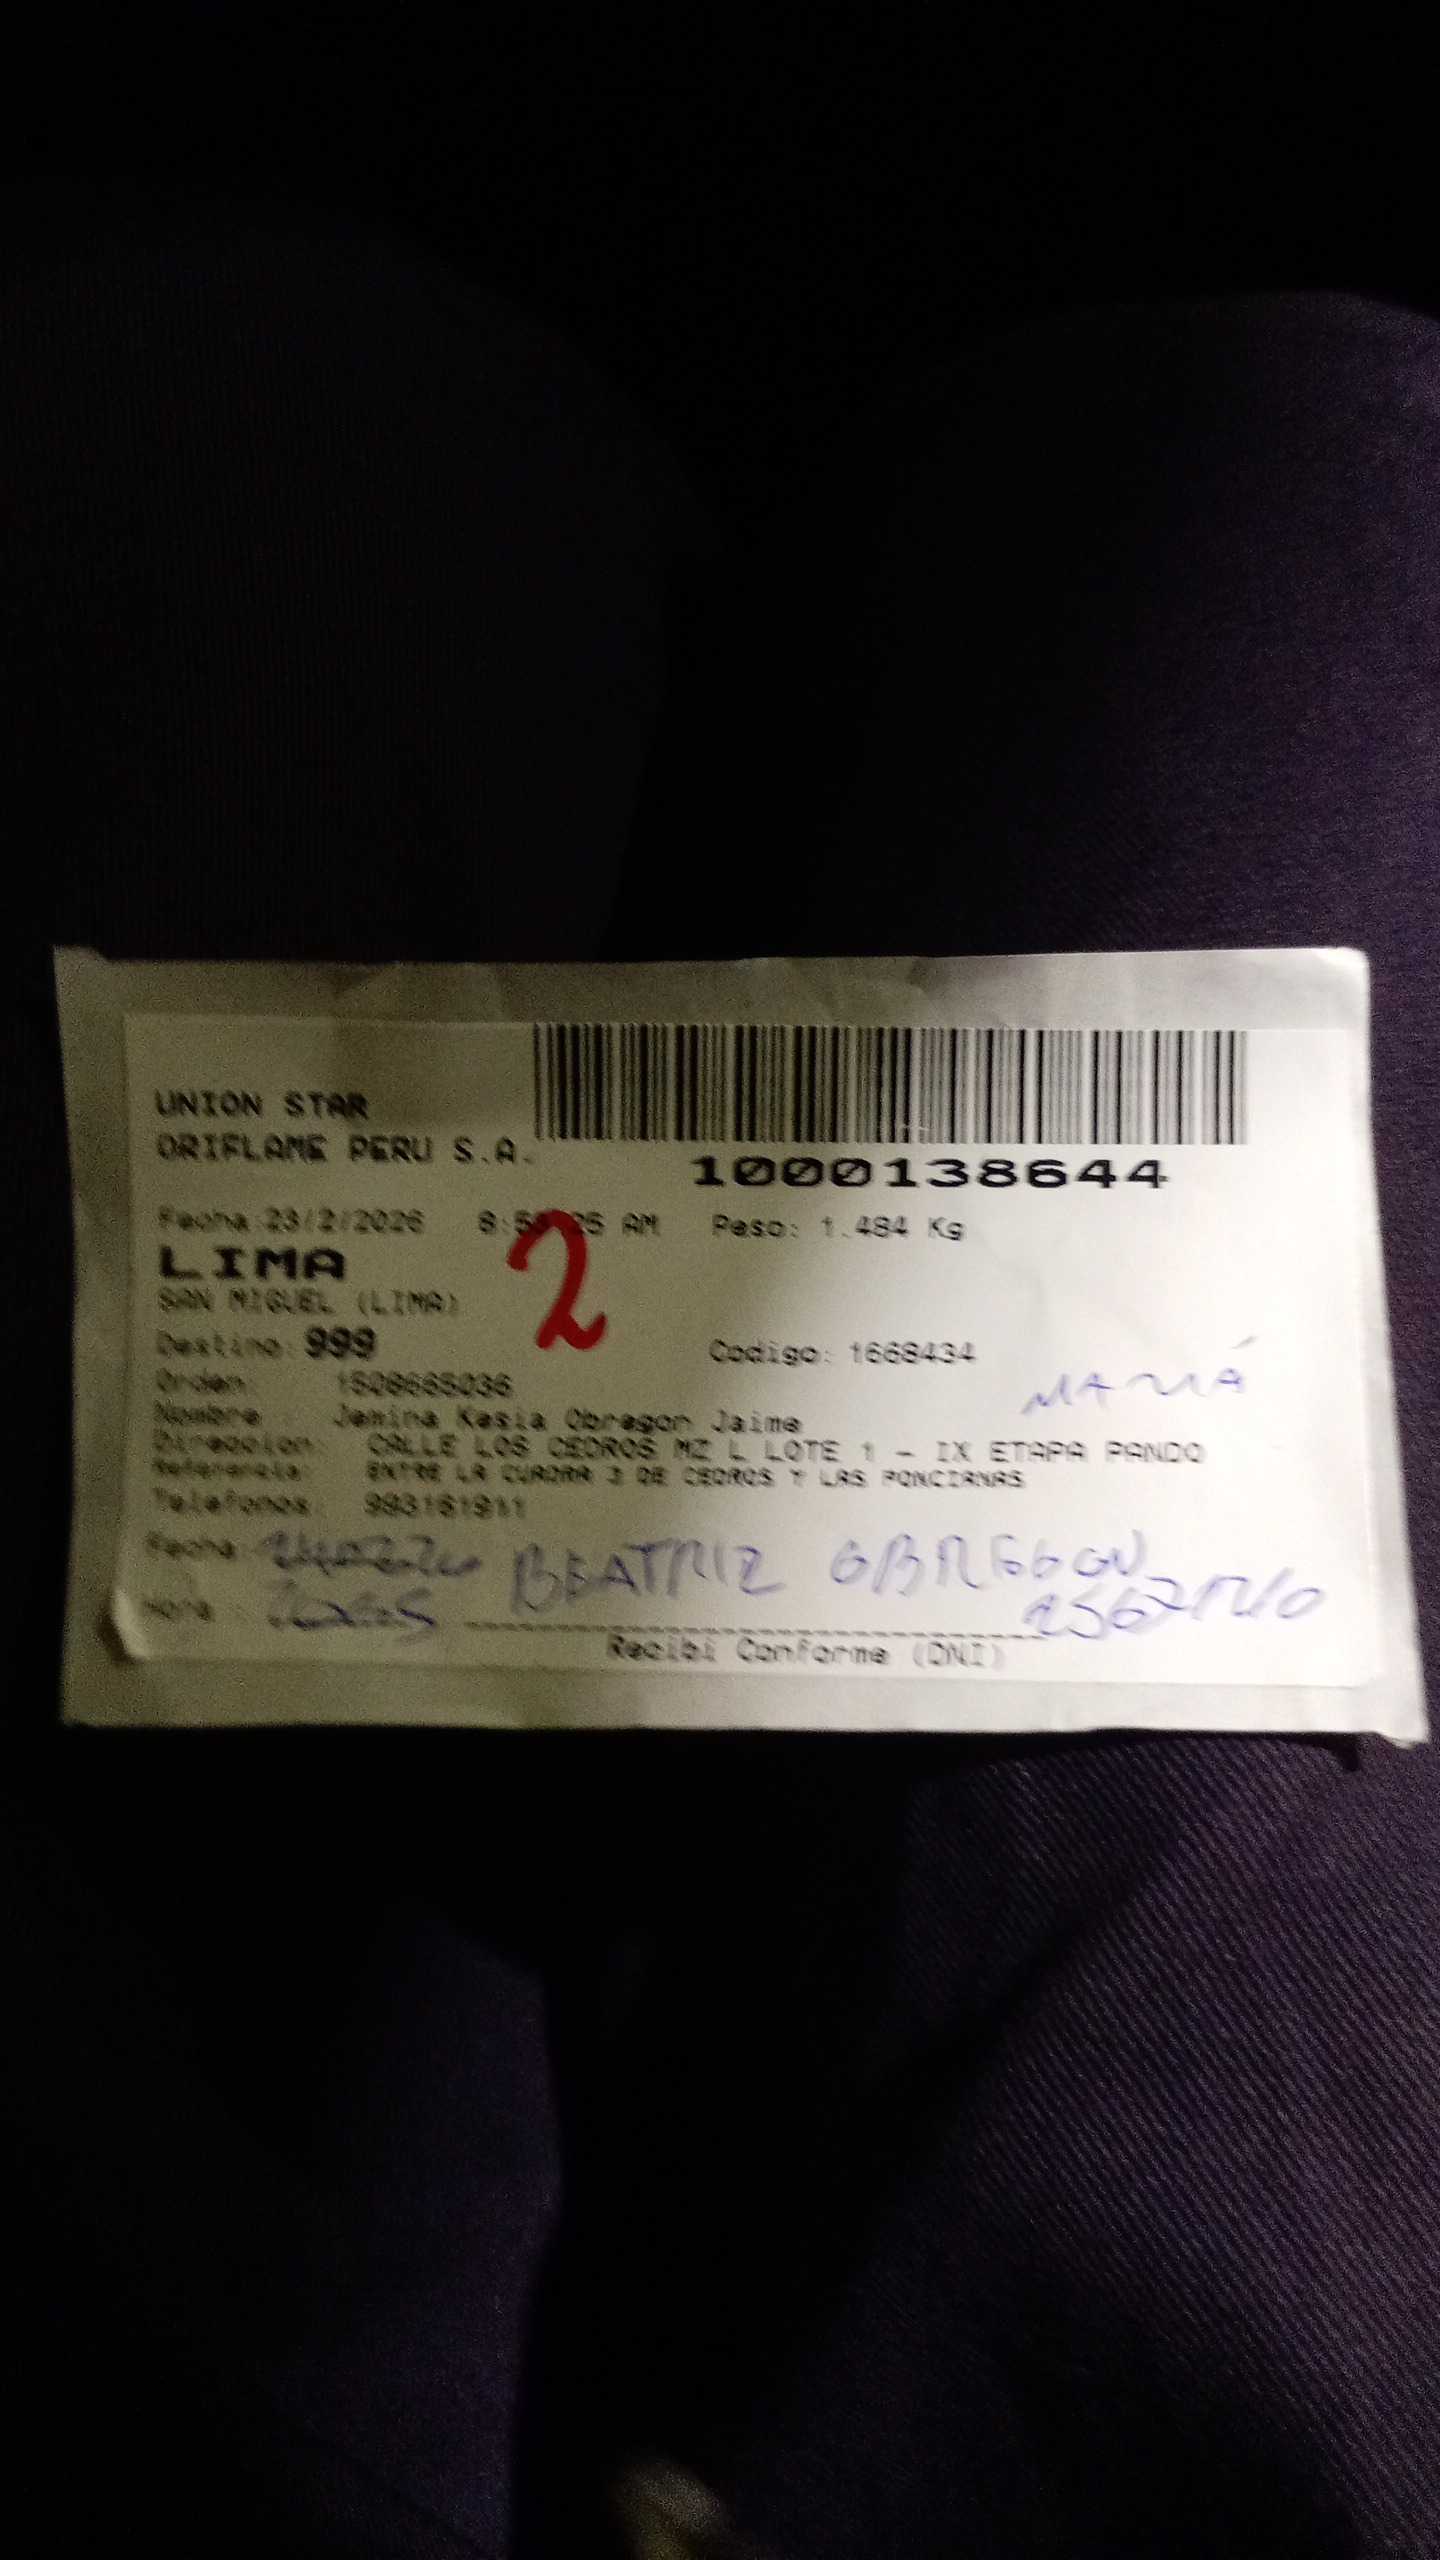 UNION STAR
ORIFLAME PERU S.A.
1000138644
Fecha:23/2/2026 AM Peso: 1.484 Kg
LIMA
2
SAN MIGUEL (LIMA)
Destino: 999 Codigo: 1668434
Orden: 1508665036
MAMÁ
Nombre : Jemina Kesia Obregon Jaime
Direccion: CALLE LOS CEDROS MZ L LOTE 1 - IX ETAPA PANDO
Referencia: ENTRE LA CUADRA 3 DE CEDROS Y LAS PONCIANAS
Telefonos: 993161911
Fecha: BEATRIZ OBREGON
Hora :
Recibi Conforme (DNI)